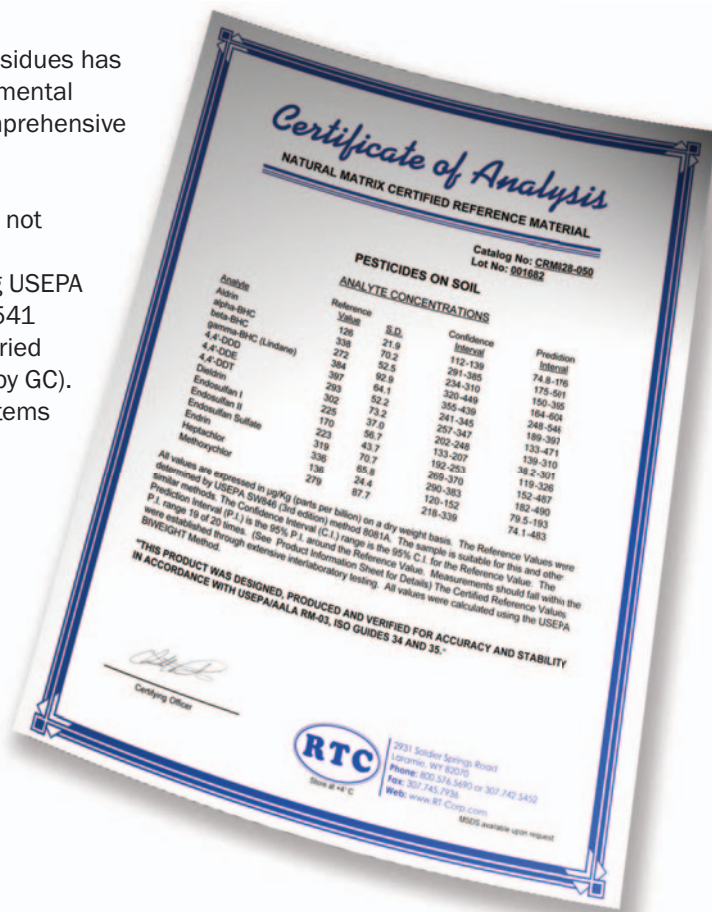 sidues has
mental
mprehensive
not
g USEPA
541
ried
by GC).
tems
Certificate of Analysis
NATURAL MATRIX CERTIFIED REFERENCE MATERIAL
Catalog No: CRM128-050
Lot No: 001682
PESTICIDES ON SOIL
ANALYTE CONCENTRATIONS
Analyte Reference Value S.D. Confidence Interval Predition Interval
Aldrin 126 21.9 112-139 74.8-176
alpha-BHC 338 70.2 291-385 175-501
beta-BHC 272 52.5 234-310 150-395
gamma-BHC (Lindane) 384 92.9 320-449 164-604
4,4'-DDD 397 64.1 355-439 248-546
4,4'-DDE 293 52.2 241-345 189-397
4,4'-DDT 302 73.2 257-347 133-471
Dieldrin 225 37.0 202-248 139-310
Endosulfan I 170 56.7 133-207 38.2-301
Endosulfan II 223 43.7 192-253 119-326
Endosulfan Sulfate 319 70.7 269-370 152-487
Endrin 336 65.8 290-383 182-490
Heptachlor 136 24.4 120-152 79.5-193
Methoxychlor 279 87.7 218-339 74.1-483
All values are expressed in µg/Kg (parts per billion) on a dry weight basis. The Reference Values were
determined by USEPA SW846 (3rd edition) method 8081A. The sample is suitable for this and other
similar methods. The Confidence Interval (C.I.) range is the 95% C.I. for the Reference Value. The
Prediction Interval (P.I.) is the 95% P.I. around the Reference Value. Measurements should fall within the
P.I. range 19 of 20 times. (See Product Information Sheet for Details) The Certified Reference Values
were established through extensive interlaboratory testing. All values were calculated using the USEPA
BIWEIGHT Method.
"THIS PRODUCT WAS DESIGNED, PRODUCED AND VERIFIED FOR ACCURACY AND STABILITY
IN ACCORDANCE WITH USEPA/AALA RM-03, ISO GUIDES 34 AND 35."
Certifying Officer
RTC
Store at +4° C
2931 Soldier Springs Road
Laramie, WY 82070
Phone: 800.576.5690 or 307.742.5452
Fax: 307.745.7936
Web: www.RT-Corp.com
MSDS available upon request